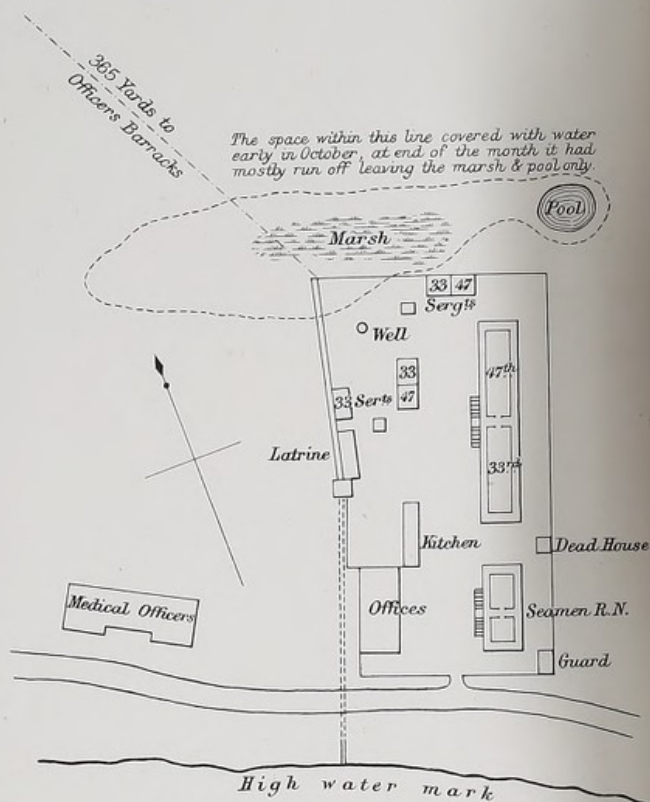 365 Yards to
Officers Barracks
The space within this line covered with water
early in October, at end of the month it had
mostly run off leaving the marsh & pool only.
Pool
Marsh
33 47
Sergts
Well
33
47
47th
33 Serts
Latrine
33rd
Kitchen
Dead House
Medical Officers
Offices
Seamen R.N.
Guard
High water mark